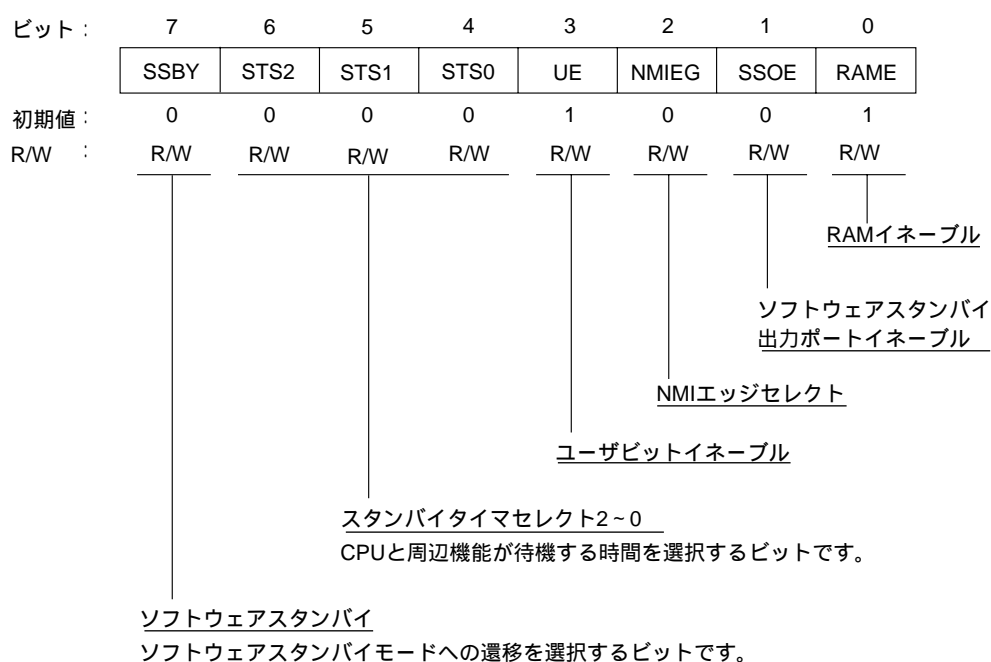 ビット： 7 6 5 4 3 2 1 0
SSBY STS2 STS1 STS0 UE NMIEG SSOE RAME
初期値： 0 0 0 0 1 0 0 1
R/W ： R/W R/W R/W R/W R/W R/W R/W R/W
RAMイネーブル
ソフトウェアスタンバイ
出力ポートイネーブル
NMIエッジセレクト
ユーザビットイネーブル
スタンバイタイマセレクト2～0
CPUと周辺機能が待機する時間を選択するビットです。
ソフトウェアスタンバイ
ソフトウェアスタンバイモードへの還移を選択するビットです。